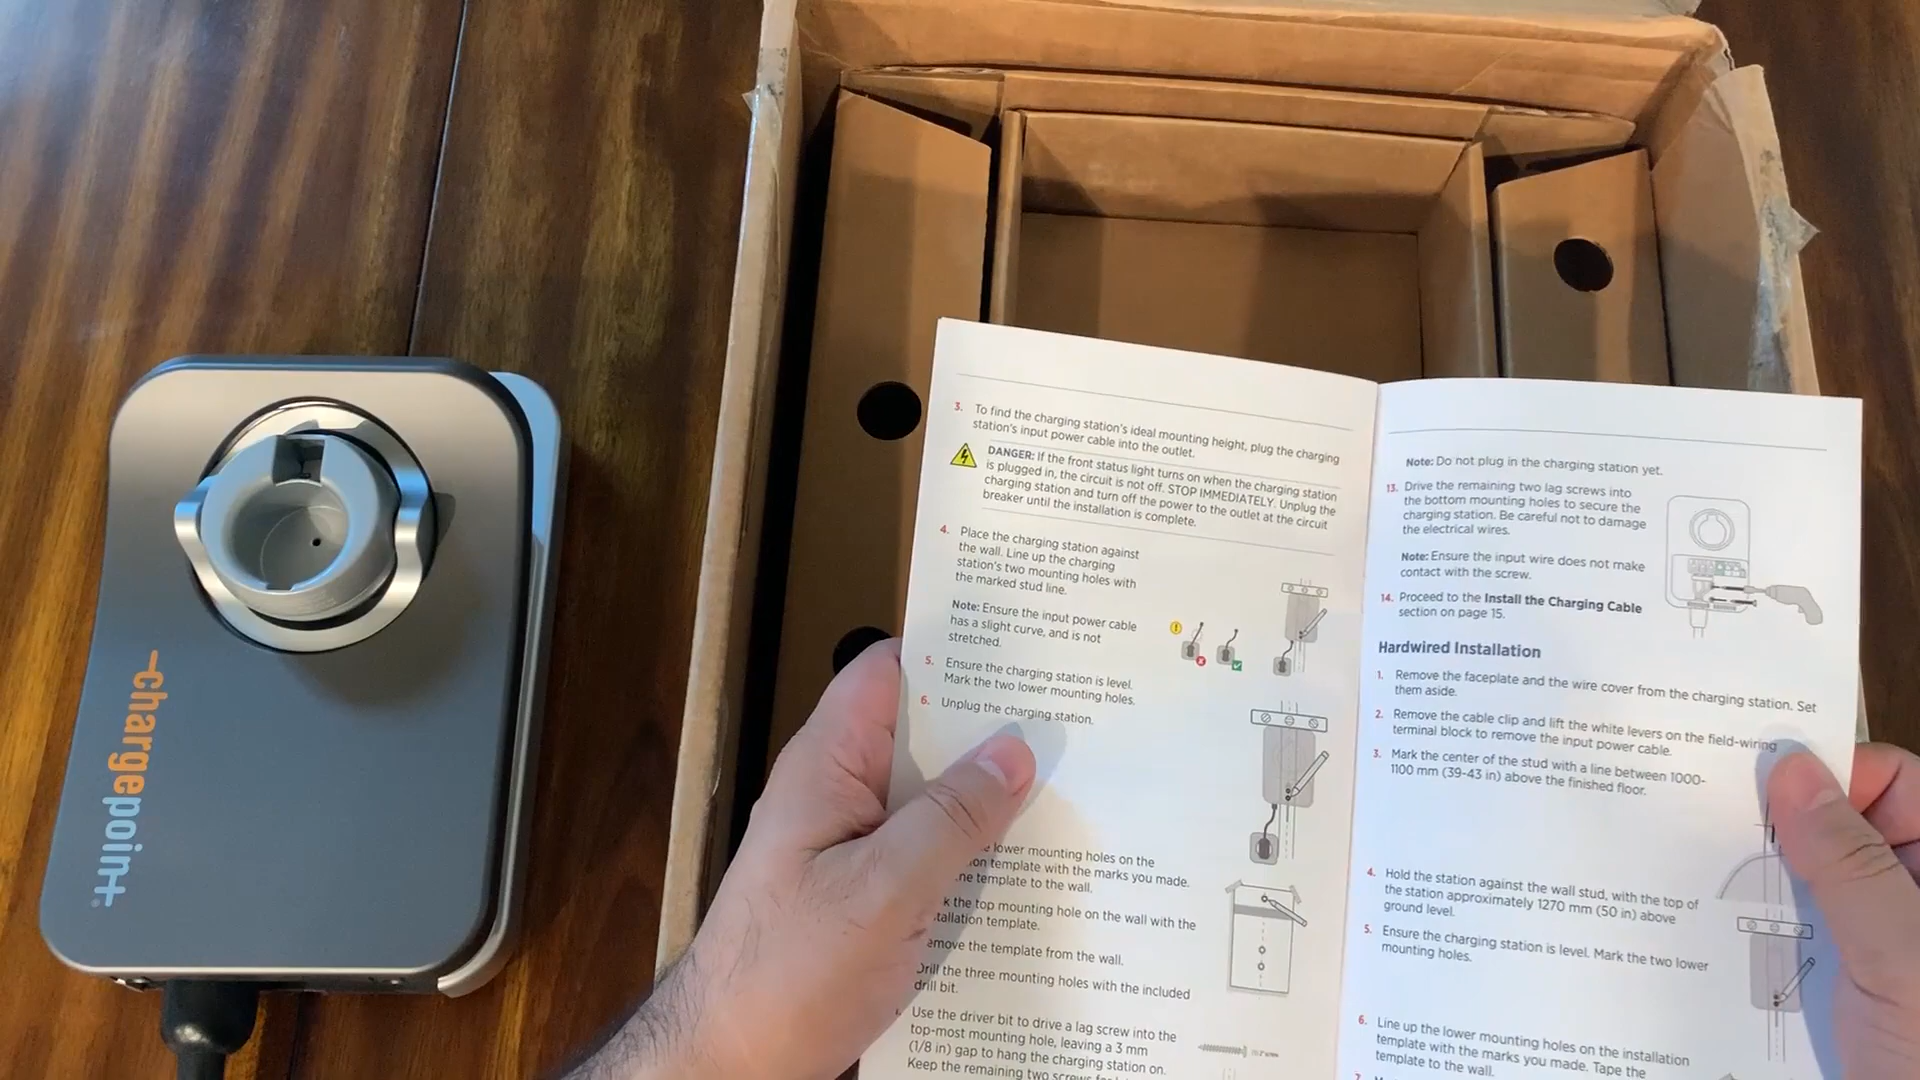 -chargepoin+
3. To find the charging station's ideal mounting height, plug the charging
station's input power cable into the outlet.
DANGER: If the front status light turns on when the charging station
is plugged in, the circuit is not off. STOP IMMEDIATELY. Unplug the
charging station and turn off the power to the outlet at the circuit
breaker until the installation is complete.
4. Place the charging station against
the wall. Line up the charging
station's two mounting holes with
the marked stud line.
Note: Ensure the input power cable
has a slight curve, and is not
stretched.
5. Ensure the charging station is level.
Mark the two lower mounting holes.
6. Unplug the charging station.
lower mounting holes on the
template with the marks you made.
template to the wall.
the top mounting hole on the wall with the
template.
emove the template from the wall.
Drill the three mounting holes with the included
drill bit.
Use the driver bit to drive a lag screw into the
top-most mounting hole, leaving a 3 mm
(1/8 in) gap to hang the charging station on.
Keep the remaining two screws
Note: Do not plug in the charging station yet.
13. Drive the remaining two lag screws into
the bottom mounting holes to secure the
charging station. Be careful not to damage
the electrical wires.
Note: Ensure the input wire does not make
contact with the screw.
14. Proceed to the Install the Charging Cable
section on page 15.
Hardwired Installation
1. Remove the faceplate and the wire cover from the charging station. Set
them aside.
2. Remove the cable clip and lift the white levers on the field-wiring
terminal block to remove the input power cable.
3. Mark the center of the stud with a line between 1000-
1100 mm (39-43 in) above the finished floor.
4. Hold the station against the wall stud, with the top of
the station approximately 1270 mm (50 in) above
ground level.
5. Ensure the charging station is level. Mark the two lower
mounting holes.
6. Line up the lower mounting holes on the installation
template with the marks you made. Tape the
template to the wall.
7.